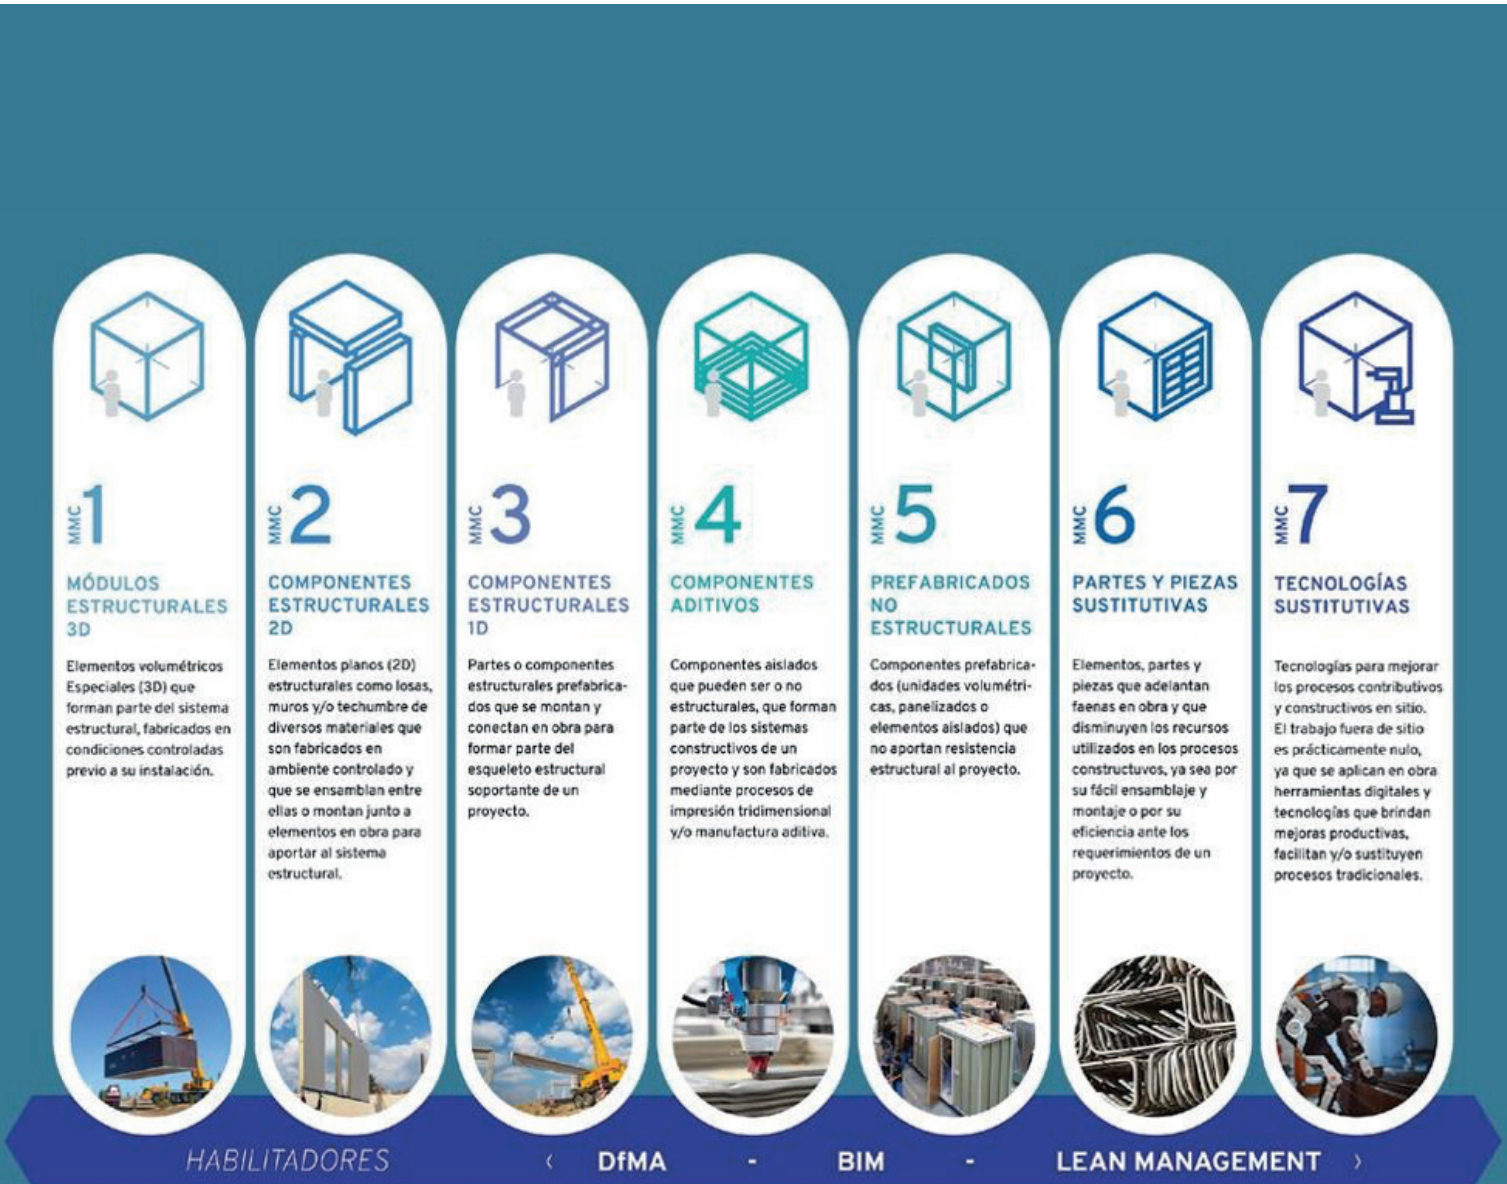 MMC 1
MÓDULOS
ESTRUCTURALES
3D
Elementos volumétricos
Especiales (3D) que
forman parte del sistema
estructural, fabricados en
condiciones controladas
previo a su instalación.
MMC 2
COMPONENTES
ESTRUCTURALES
2D
Elementos planos (2D)
estructurales como losas,
muros y/o techumbre de
diversos materiales que
son fabricados en
ambiente controlado y
que se ensamblan entre
ellas o montan junto a
elementos en obra para
aportar al sistema
estructural.
MMC 3
COMPONENTES
ESTRUCTURALES
1D
Partes o componentes
estructurales prefabrica-
dos que se montan y
conectan en obra para
formar parte del
esqueleto estructural
soportante de un
proyecto.
MMC 4
COMPONENTES
ADITIVOS
Componentes aislados
que pueden ser o no
estructurales, que forman
parte de los sistemas
constructivos de un
proyecto y son fabricados
mediante procesos de
impresión tridimensional
y/o manufactura aditiva.
MMC 5
PREFABRICADOS
NO
ESTRUCTURALES
Componentes prefabrica-
dos (unidades volumétri-
cas, panelizados o
elementos aislados) que
no aportan resistencia
estructural al proyecto.
MMC 6
PARTES Y PIEZAS
SUSTITUTIVAS
Elementos, partes y
piezas que adelantan
faenas en obra y que
disminuyen los recursos
utilizados en los procesos
constructuvos, ya sea por
su fácil ensamblaje y
montaje o por su
eficiencia ante los
requerimientos de un
proyecto.
MMC 7
TECNOLOGÍAS
SUSTITUTIVAS
Tecnologías para mejorar
los procesos contributivos
y constructivos en sitio.
El trabajo fuera de sitio
es prácticamente nulo,
ya que se aplican en obra
herramientas digitales y
tecnologías que brindan
mejoras productivas,
facilitan y/o sustituyen
procesos tradicionales.
HABILITADORES ‹ DfMA - BIM - LEAN MANAGEMENT ›